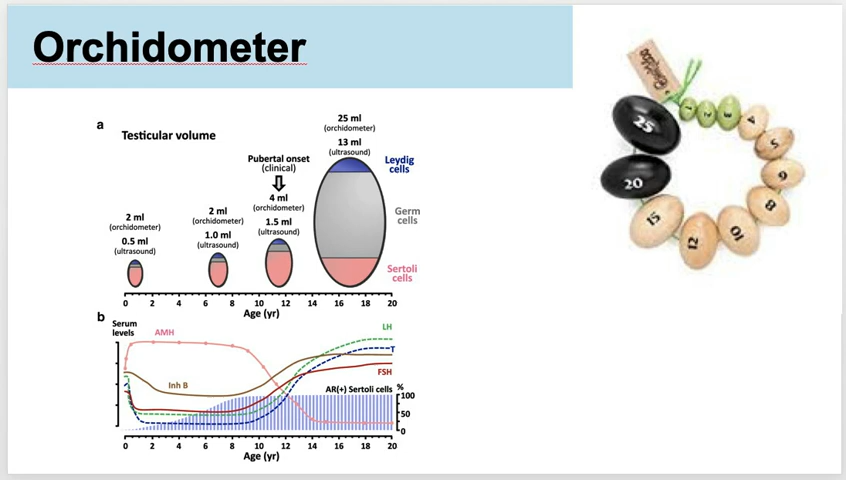 Orchidometer
a
Testicular volume
25 ml
(orchidometer)
13 ml
(ultrasound)
Leydig
cells
Pubertal onset
(clinical)
4 ml
(orchidometer)
1.5 ml
(ultrasound)
2 ml
(orchidometer)
0.5 ml
(ultrasound)
2 ml
(orchidometer)
1.0 ml
(ultrasound)
Germ
cells
Sertoli
cells
0 2 4 6 8 10 12 14 16 18 20
Age (yr)
b
Serum
levels
AMH
LH
T
Inh B
FSH
AR(+) Sertoli cells
%
100
50
0
0 2 4 6 8 10 12 14 16 18 20
Age (yr)
1
2
3
4
5
6
8
10
12
15
20
25